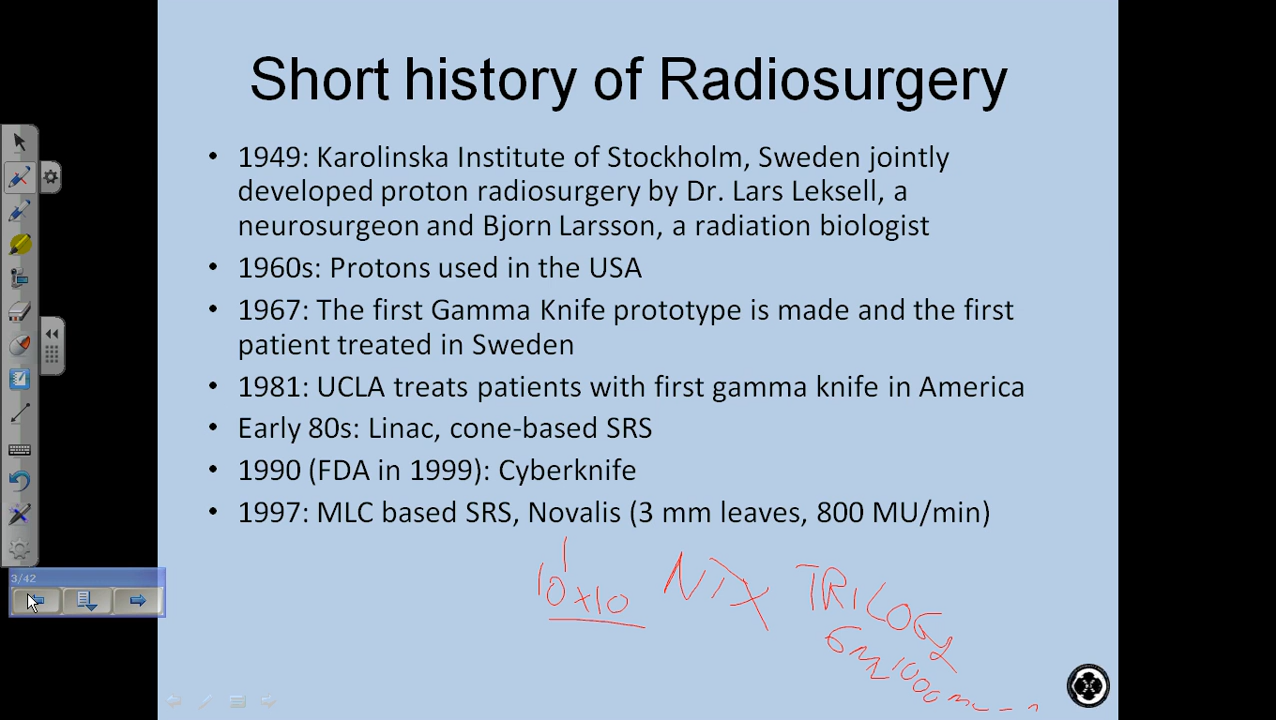 Short history of Radiosurgery
• 1949: Karolinska Institute of Stockholm, Sweden jointly
developed proton radiosurgery by Dr. Lars Leksell, a
neurosurgeon and Bjorn Larsson, a radiation biologist
• 1960s: Protons used in the USA
• 1967: The first Gamma Knife prototype is made and the first
patient treated in Sweden
• 1981: UCLA treats patients with first gamma knife in America
• Early 80s: Linac, cone-based SRS
• 1990 (FDA in 1999): Cyberknife
• 1997: MLC based SRS, Novalis (3 mm leaves, 800 MU/min)
10x10 NTX TRILOGY
1000
3/42